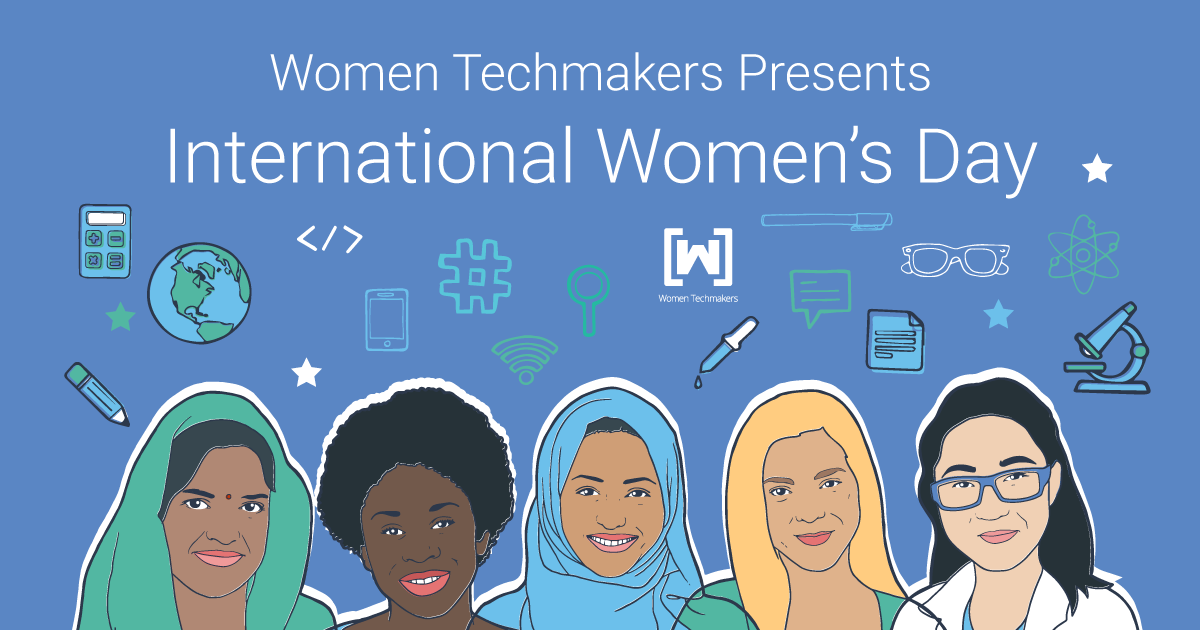 Women Techmakers Presents
International Women’s Day
</>
[W]
Women Techmakers